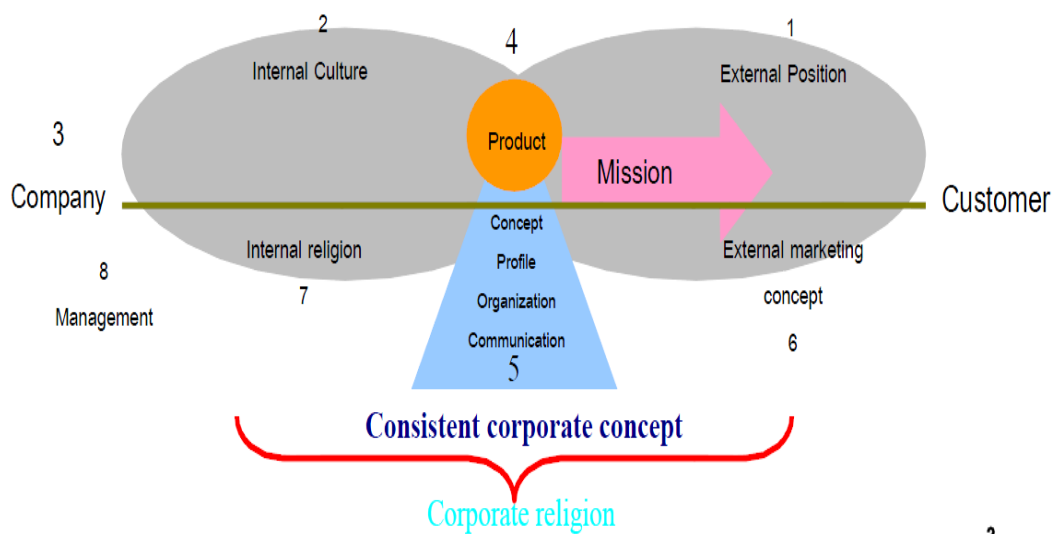 2
4
1
Internal Culture
External Position
3
Product
Mission
Company
Customer
Concept
Internal religion
External marketing
Profile
8
7
concept
Organization
Management
Communication
6
5
Consistent corporate concept
Corporate religion